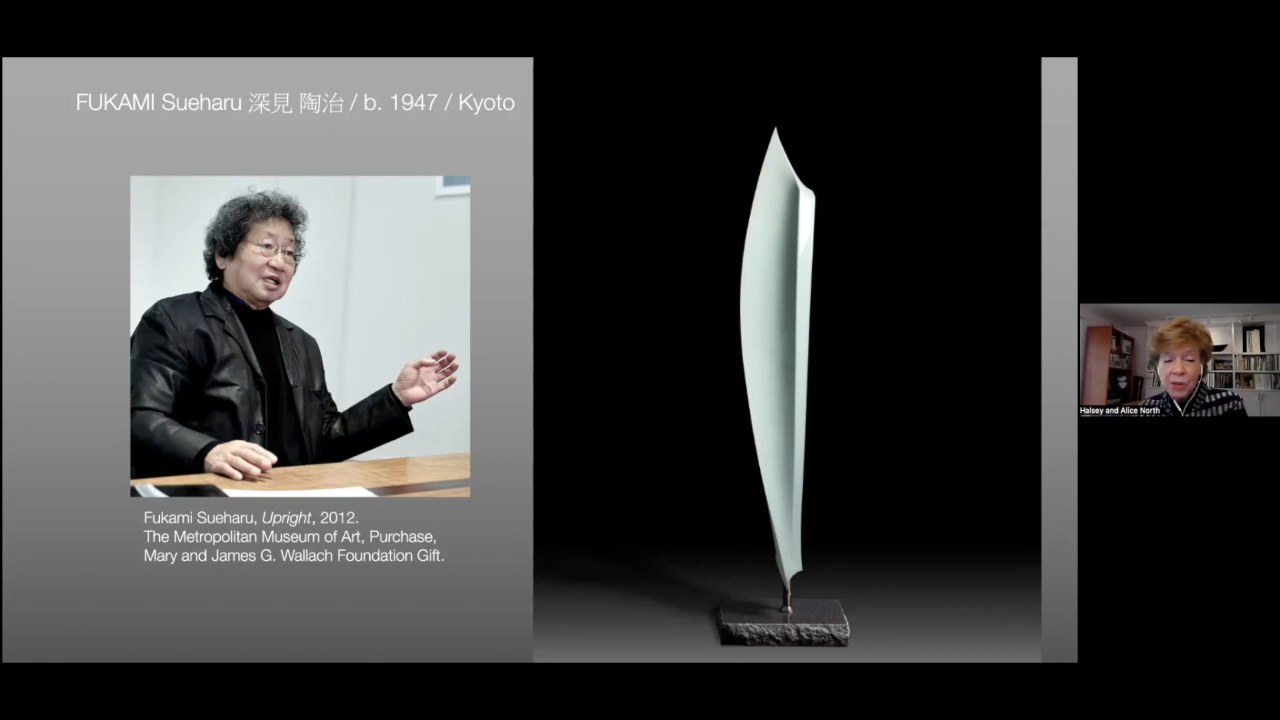 FUKAMI Sueharu 深見 陶治 / b. 1947 / Kyoto
Fukami Sueharu, Upright, 2012.
The Metropolitan Museum of Art, Purchase,
Mary and James G. Wallach Foundation Gift.
Halsey and Alice North